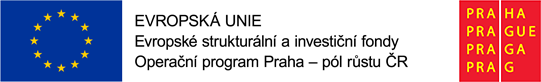 EVROPSKÁ UNIE
Evropské strukturální a investiční fondy
Operační program Praha – pól růstu ČR
PRA HA
PRA GUE
PRA GA
PRA G